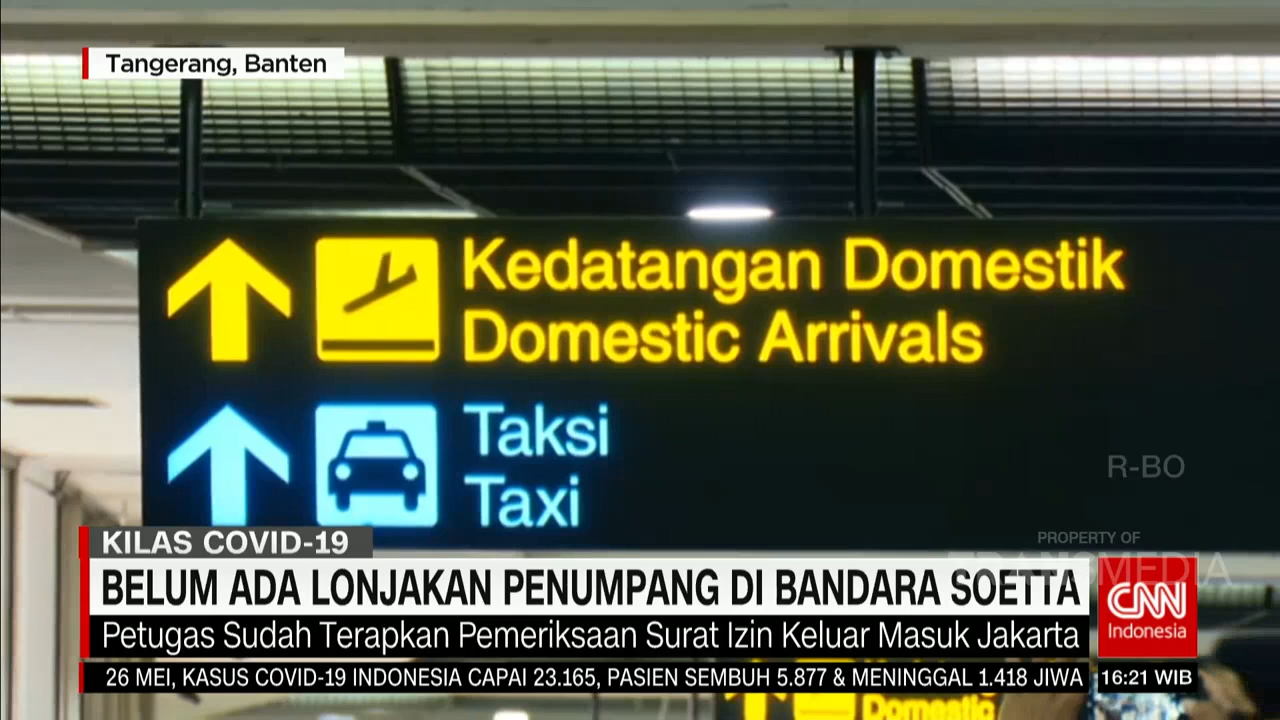 Tangerang, Banten
Kedatangan Domestik
Domestic Arrivals
Taksi
Taxi
R-BO
PROPERTY OF
TRANSMEDIA
KILAS COVID-19
BELUM ADA LONJAKAN PENUMPANG DI BANDARA SOETTA
Petugas Sudah Terapkan Pemeriksaan Surat Izin Keluar Masuk Jakarta
CNN
Indonesia
26 MEI, KASUS COVID-19 INDONESIA CAPAI 23.165, PASIEN SEMBUH 5.877 & MENINGGAL 1.418 JIWA
16:21 WIB
Domestic